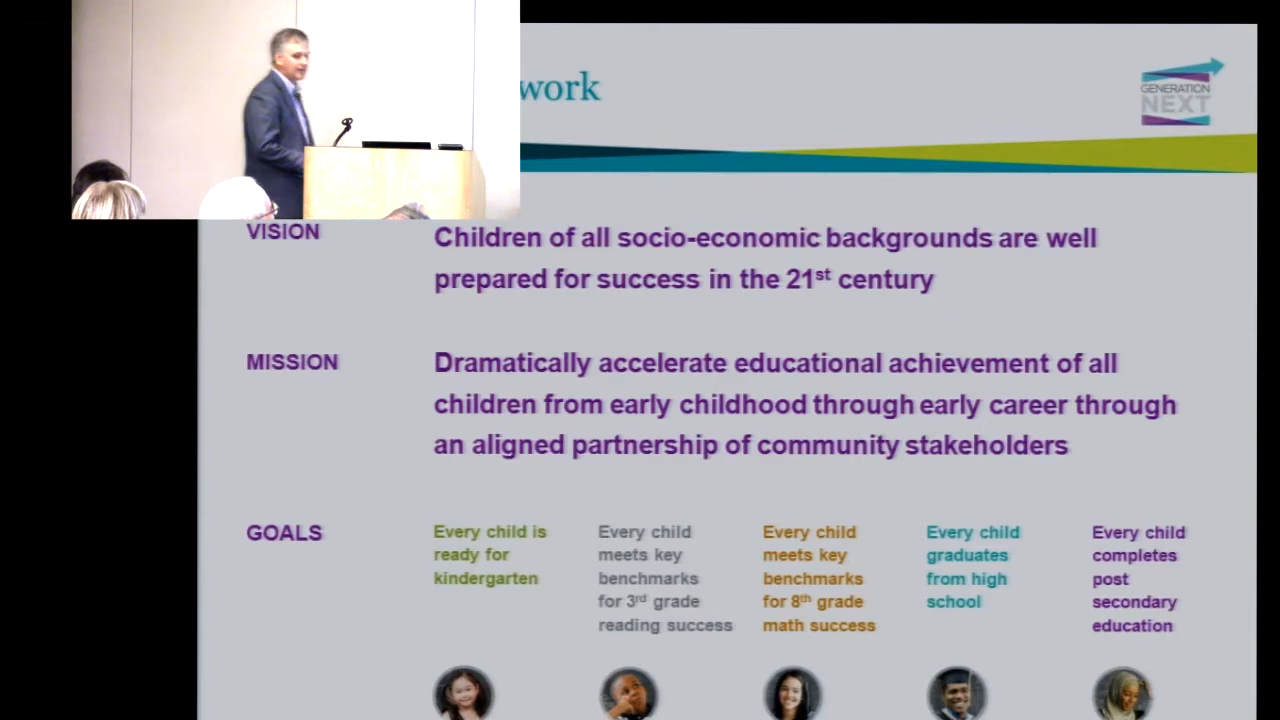 work
GENERATION
NEXT
VISION
Children of all socio-economic backgrounds are well
prepared for success in the 21st century
MISSION
Dramatically accelerate educational achievement of all
children from early childhood through early career through
an aligned partnership of community stakeholders
GOALS
Every child is
ready for
kindergarten
Every child
meets key
benchmarks
for 3rd grade
reading success
Every child
meets key
benchmarks
for 8th grade
math success
Every child
graduates
from high
school
Every child
completes
post
secondary
education